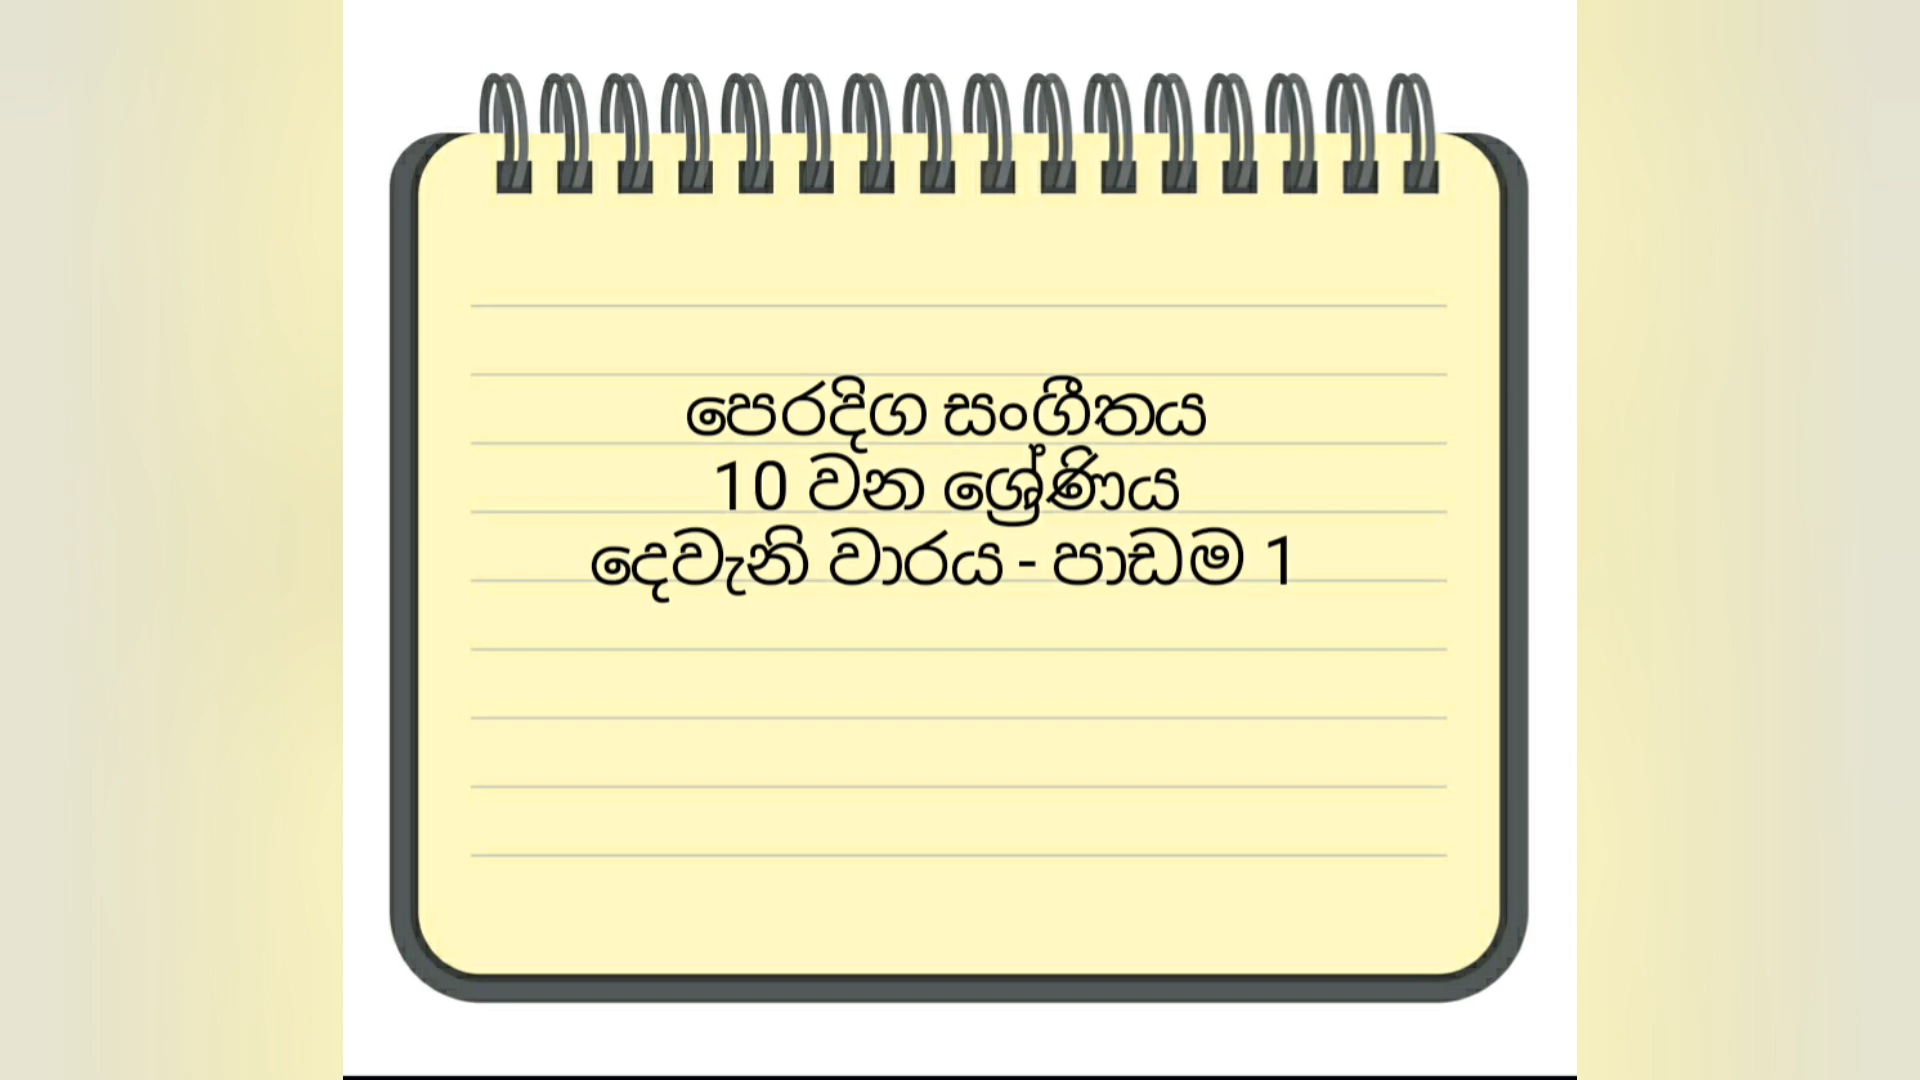 පෙරදිග සංගීතය
10 වන ශ්‍රේණිය
දෙවැනි වාරය - පාඩම 1